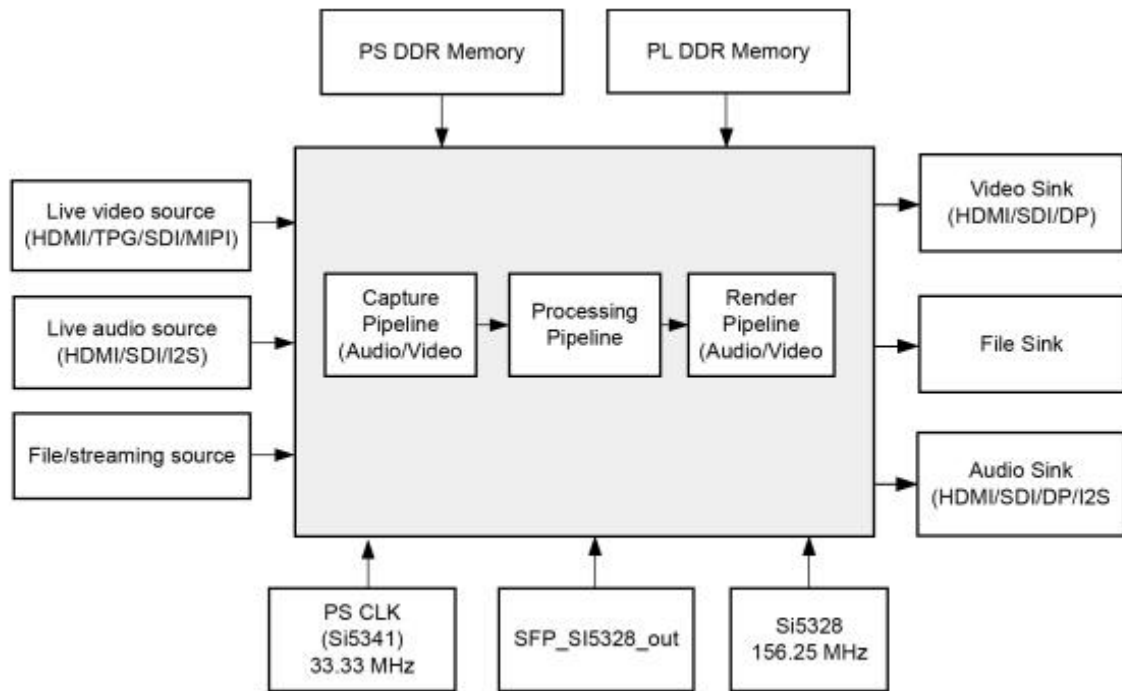 PS DDR Memory
PL DDR Memory
Live video source
(HDMI/TPG/SDI/MIPI)
Live audio source
(HDMI/SDI/I2S)
File/streaming source
Capture
Pipeline
(Audio/Video
Processing
Pipeline
Render
Pipeline
(Audio/Video
Video Sink
(HDMI/SDI/DP)
File Sink
Audio Sink
(HDMI/SDI/DP/I2S
PS CLK
(Si5341)
33.33 MHz
SFP_SI5328_out
Si5328
156.25 MHz